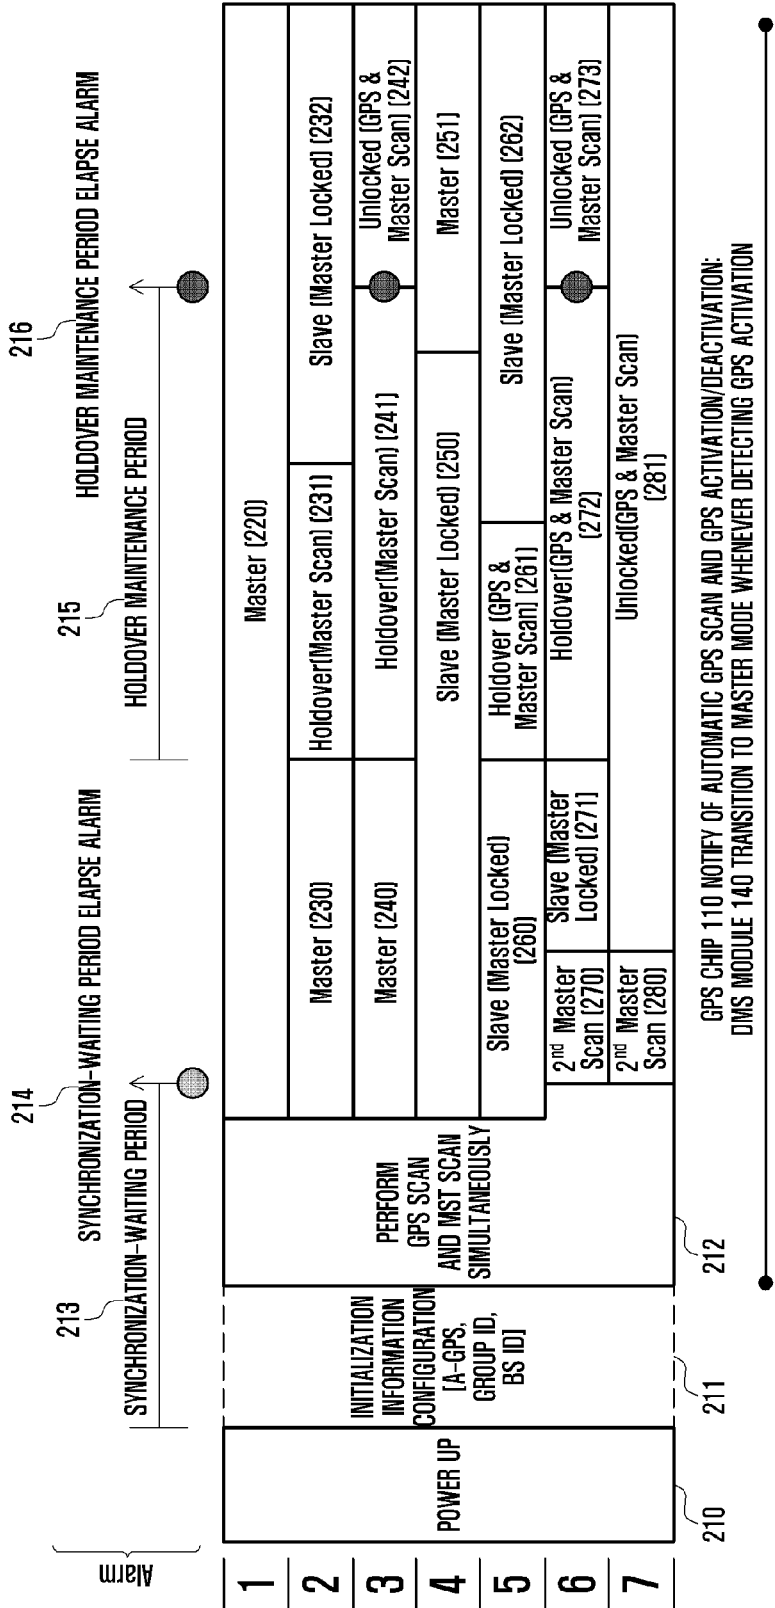 Alarm
213
SYNCHRONIZATION-WAITING PERIOD
214
SYNCHRONIZATION-WAITING PERIOD ELAPSE ALARM
215
HOLDOVER MAINTENANCE PERIOD
216
HOLDOVER MAINTENANCE PERIOD ELAPSE ALARM
POWER UP
210
INITIALIZATION
INFORMATION
CONFIGURATION
[A-GPS,
GROUP ID,
BS ID]
211
PERFORM
GPS SCAN
AND MST SCAN
SIMULTANEOUSLY
212
1
Master (220)
2
Master (230)
Holdover(Master Scan) (231)
Slave (Master Locked) (232)
3
Master (240)
Holdover(Master Scan) (241)
Unlocked (GPS &
Master Scan) (242)
4
Slave (Master Locked) (250)
Master (251)
5
Slave (Master Locked)
(260)
Holdover (GPS &
Master Scan) (261)
Slave (Master Locked) (262)
6
2nd Master
Scan (270)
Slave (Master
Locked) (271)
Holdover(GPS & Master Scan)
(272)
Unlocked (GPS &
Master Scan) (273)
7
2nd Master
Scan (280)
Unlocked(GPS & Master Scan)
(281)
GPS CHIP 110 NOTIFY OF AUTOMATIC GPS SCAN AND GPS ACTIVATION/DEACTIVATION:
DMS MODULE 140 TRANSITION TO MASTER MODE WHENEVER DETECTING GPS ACTIVATION